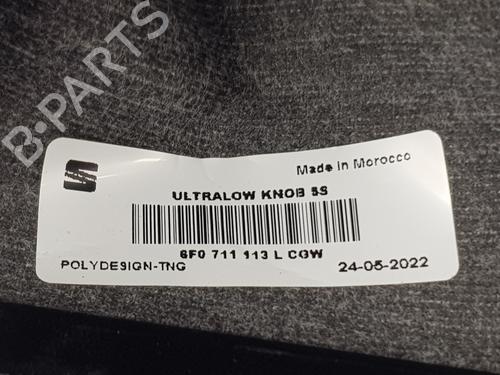 B-PARTS
Made in Morocco
ULTRALOW KNOB 5S
6F0 711 113 L CGW
POLYDESIGN-TNG
24-05-2022